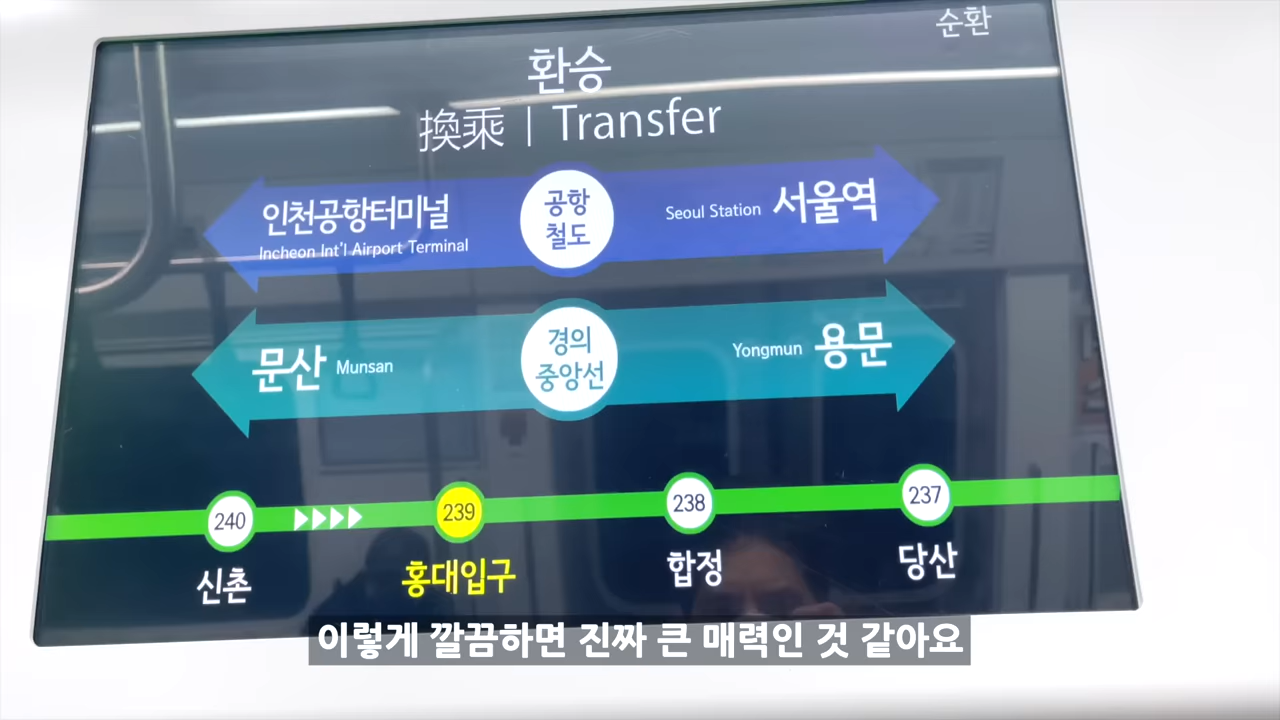 순환
환승
換乘 | Transfer
인천공항터미널
Incheon Int'l Airport Terminal
공항
철도
Seoul Station 서울역
문산 Munsan
경의
중앙선
Yongmun 용문
240 239 238 237
신촌 홍대입구 합정 당산
이렇게 깔끔하면 진짜 큰 매력인 것 같아요